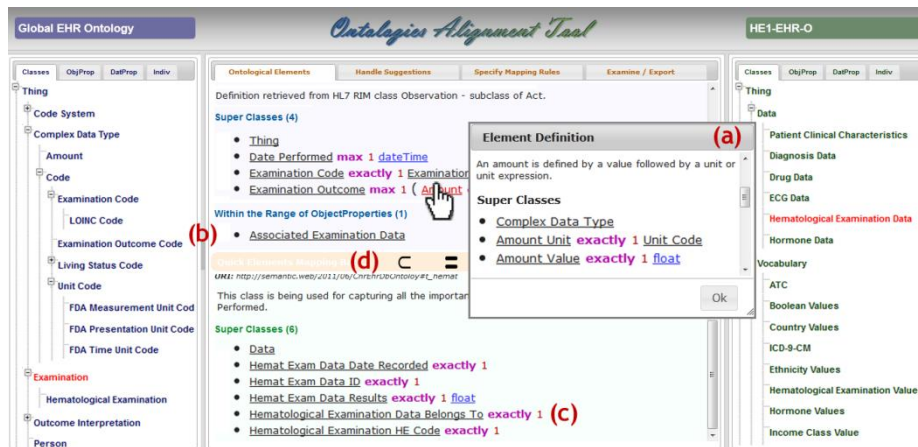 Global EHR Ontology
Ontologies Alignment Tool
HE1-EHR-O
Classes ObjProp DatProp Indiv
Thing
Code System
Complex Data Type
Amount
Code
Examination Code
LOINC Code
Examination Outcome Code
Living Status Code
Unit Code
FDA Measurement Unit Cod
FDA Presentation Unit Code
FDA Time Unit Code
Examination
Hematological Examination
Outcome Interpretation
Person
(b)
Ontological Elements Handle Suggestions Specify Mapping Rules Examine / Export
Definition retrieved from HL7 RIM class Observation - subclass of Act.
Super Classes (4)
Thing
Date Performed max 1 dateTime
Examination Code exactly 1 Examination
Examination Outcome max 1 ( Amount
Within the Range of ObjectProperties (1)
Associated Examination Data
(d) ⊂ =
URI: http://semantic.web/2011/06/CnrEhrDbOntoloy#t_hemat
This class is being used for capturing all the important
Performed.
Super Classes (6)
Data
Hemat Exam Data Date Recorded exactly 1
Hemat Exam Data ID exactly 1
Hemat Exam Data Results exactly 1 float
Hematological Examination Data Belongs To exactly 1 (c)
Hematological Examination HE Code exactly 1
Element Definition (a)
An amount is defined by a value followed by a unit or
unit expression.
Super Classes
Complex Data Type
Amount Unit exactly 1 Unit Code
Amount Value exactly 1 float
Ok
Classes ObjProp DatProp Indiv
Thing
Data
Patient Clinical Characteristics
Diagnosis Data
Drug Data
ECG Data
Hematological Examination Data
Hormone Data
Vocabulary
ATC
Boolean Values
Country Values
ICD-9-CM
Ethnicity Values
Hematological Examination Value
Hormone Values
Income Class Value